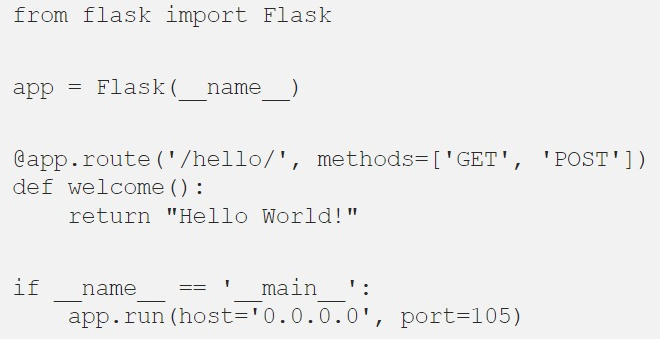 from flask import Flask
app = Flask(__name__)
@app.route('/hello/', methods=['GET', 'POST'])
def welcome():
    return "Hello World!"
if __name__ == '__main__':
    app.run(host='0.0.0.0', port=105)